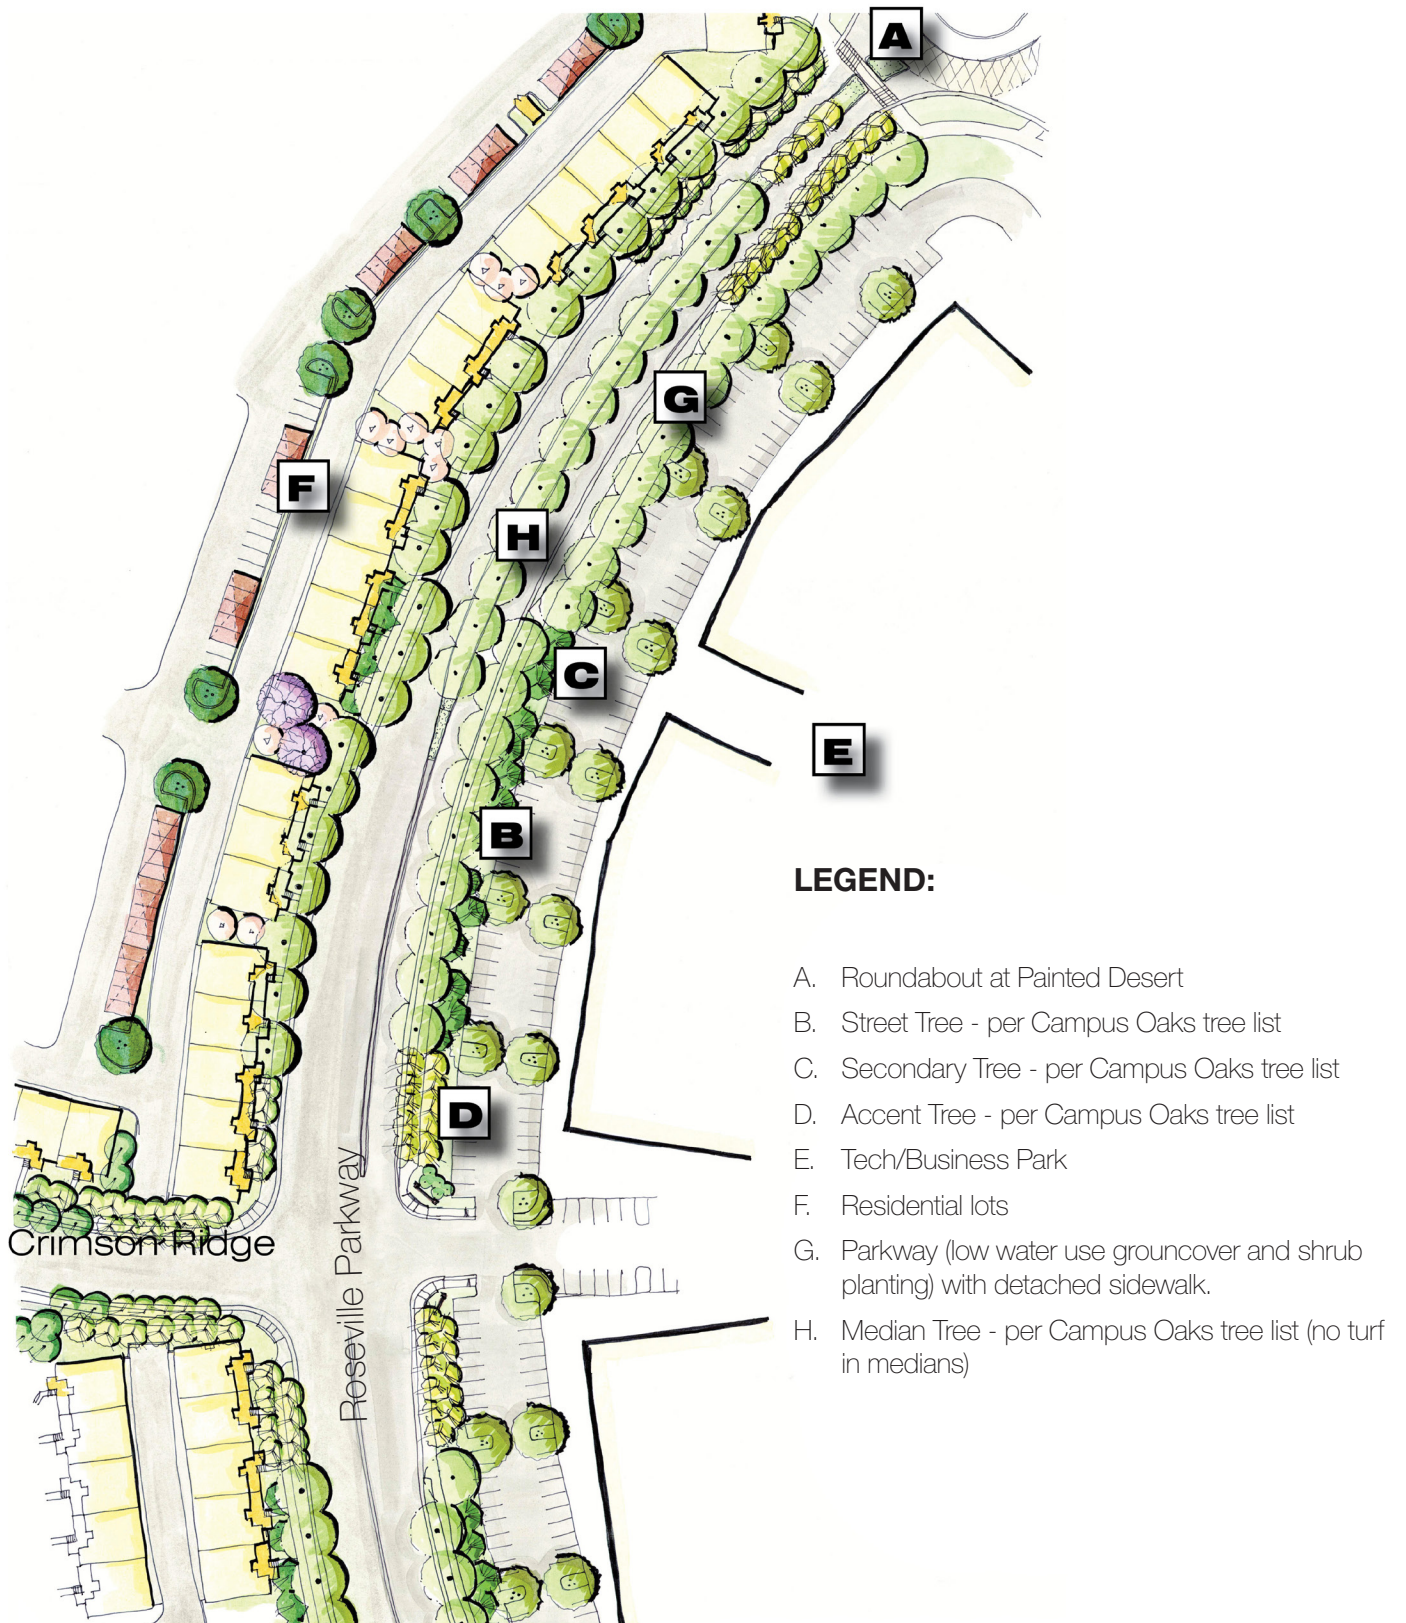 A
G
F
H
C
E
B
LEGEND:
A. Roundabout at Painted Desert
B. Street Tree - per Campus Oaks tree list
C. Secondary Tree - per Campus Oaks tree list
D. Accent Tree - per Campus Oaks tree list
D
E. Tech/Business Park
F. Residential lots
G. Parkway (low water use grouncover and shrub
planting) with detached sidewalk.
H. Median Tree - per Campus Oaks tree list (no turf
in medians)
Crimson Ridge
Roseville Parkway